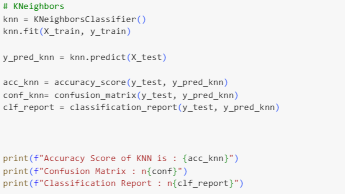 # KNeighbors
knn = KNeighborsClassifier()
knn.fit(X_train, y_train)
y_pred_knn = knn.predict(X_test)
acc_knn = accuracy_score(y_test, y_pred_knn)
conf_knn= confusion_matrix(y_test, y_pred_knn)
clf_report = classification_report(y_test, y_pred_knn)
print(f"Accuracy Score of KNN is : {acc_knn}")
print(f"Confusion Matrix : n{conf}")
print(f"Classification Report : n{clf_report}")